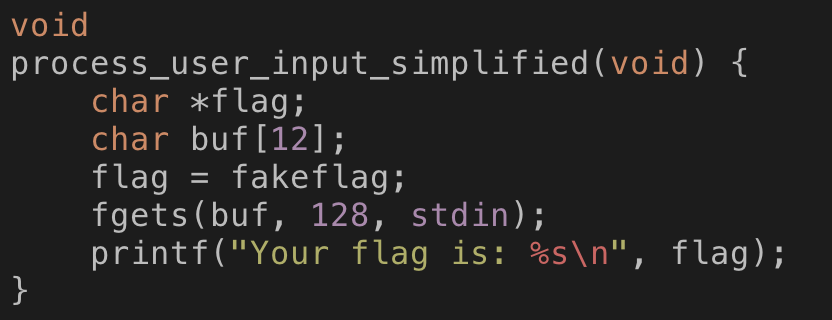 void
process_user_input_simplified(void) {
    char *flag;
    char buf[12];
    flag = fakeflag;
    fgets(buf, 128, stdin);
    printf("Your flag is: %s\n", flag);
}